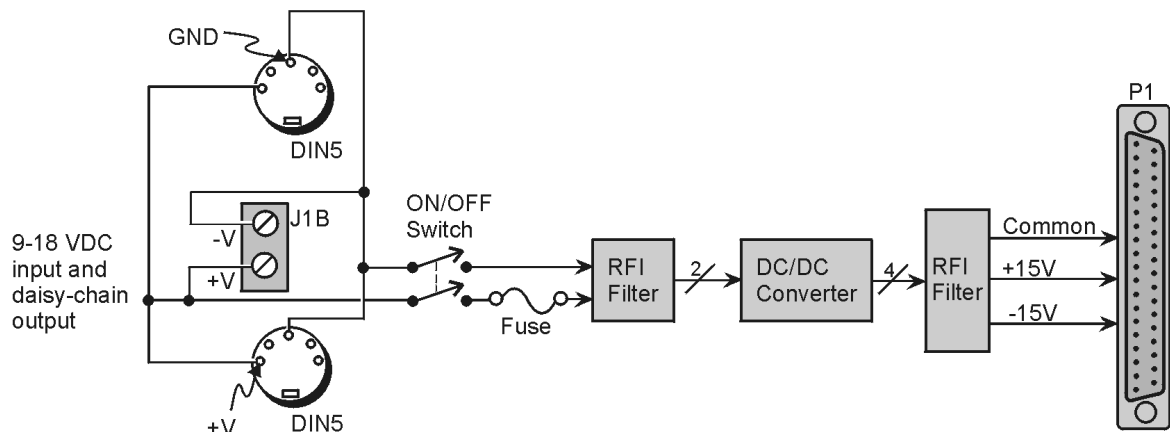 GND
DIN5
P1
J1B
-V
+V
9-18 VDC
input and
daisy-chain
output
ON/OFF
Switch
Fuse
RFI
Filter
2
DC/DC
Converter
4
RFI
Filter
Common
+15V
-15V
+V
DIN5